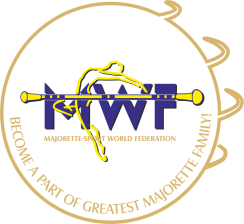 MWF
MAJORETTE-SPORT WORLD FEDERATION
BECOME A PART OF GREATEST MAJORETTE FAMILY!